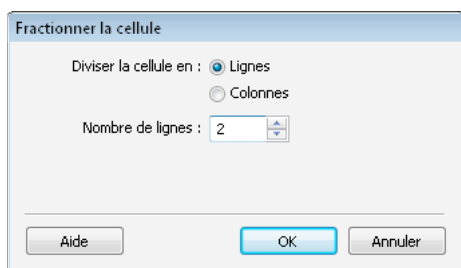 Fractionner la cellule
Diviser la cellule en : Lignes
Colonnes
Nombre de lignes : 2
Aide OK Annuler